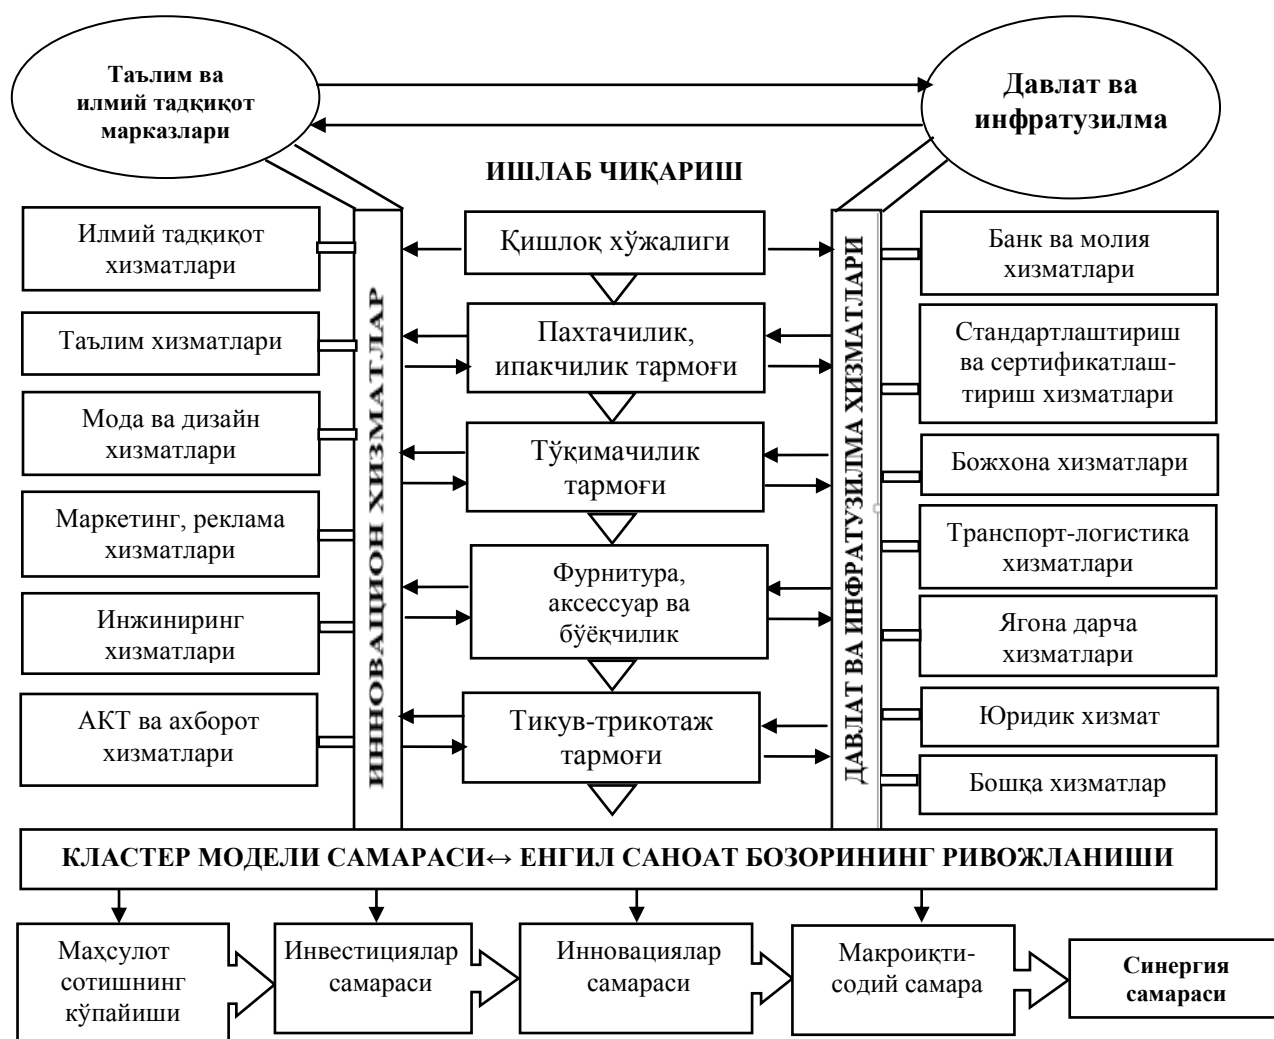 Таълим ва
илмий тадқиқот
марказлари
Давлат ва
инфратузилма
ИШЛАБ ЧИҚАРИШ
Илмий тадқиқот
хизматлари
Таълим хизматлари
Мода ва дизайн
хизматлари
Маркетинг, реклама
хизматлари
Инжиниринг
хизматлари
АКТ ва ахборот
хизматлари
ИННОВАЦИОН ХИЗМАТЛАР
Қишлоқ хўжалиги
Пахтачилик,
ипакчилик тармоғи
Тўқимачилик
тармоғи
Фурнитура,
аксессуар ва
бўёқчилик
Тикув-трикотаж
тармоғи
ДАВЛАТ ВА ИНФРАТУЗИЛМА ХИЗМАТЛАРИ
Банк ва молия
хизматлари
Стандартлаштириш
ва сертификатлаш-
тириш хизматлари
Божхона хизматлари
Транспорт-логистика
хизматлари
Ягона дарча
хизматлари
Юридик хизмат
Бошқа хизматлар
КЛАСТЕР МОДЕЛИ САМАРАСИ↔ ЕНГИЛ САНОАТ БОЗОРИНИНГ РИВОЖЛАНИШИ
Маҳсулот
сотишнинг
кўпайиши
Инвестициялар
самараси
Инновациялар
самараси
Макроиқти-
содий самара
Синергия
самараси